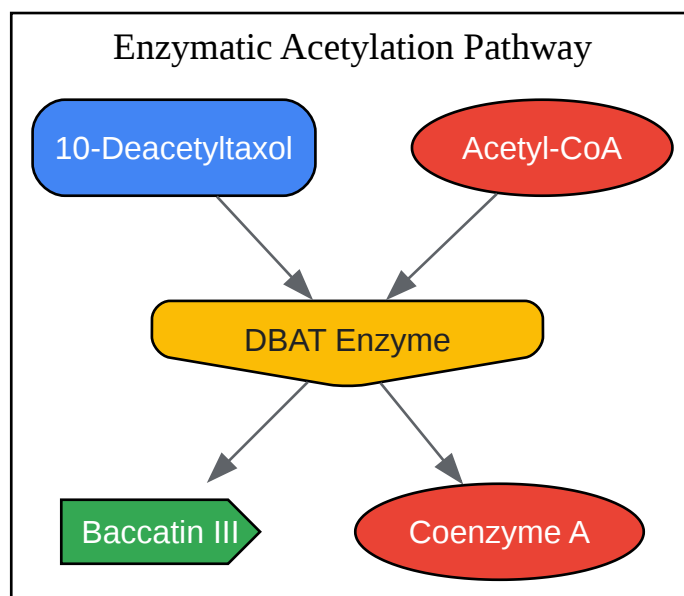 Enzymatic Acetylation Pathway
10-Deacetyltaxol
Acetyl-CoA
DBAT Enzyme
Baccatin III
Coenzyme A